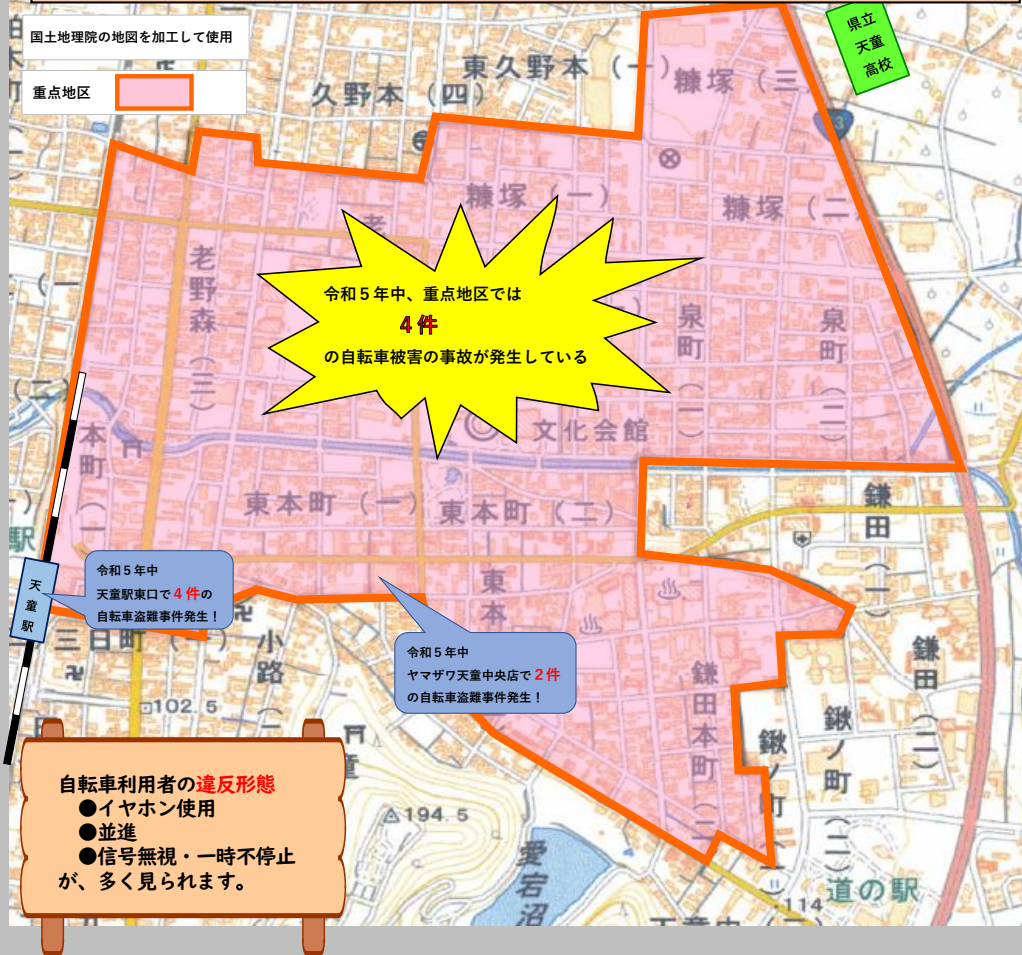 国土地理院の地図を加工して使用
重点地区
県立
天童
高校
東久野本（一）
久野本（四）
糠塚（三
糠塚（一）
糠塚（二
老
老野森（三）
令和５年中、重点地区では
４件
の自転車被害の事故が発生している
泉町（一）
泉町（二）
文化会館
本町（一
東本町（一）
東本町（二）
鎌田（一）
駅
天童駅
令和５年中
天童駅東口で４件の
自転車盗難事件発生！
東本
三日町（一）
小路（一
令和５年中
ヤマザワ天童中央店で２件
の自転車盗難事件発生！
鎌田本町（二
鎌田（二）
鍬ノ町（一）
鍬ノ町（二）
102.5
童
194.5
愛宕沼
自転車利用者の違反形態
●イヤホン使用
●並進
●信号無視・一時不停止
が、多く見られます。
道の駅
114